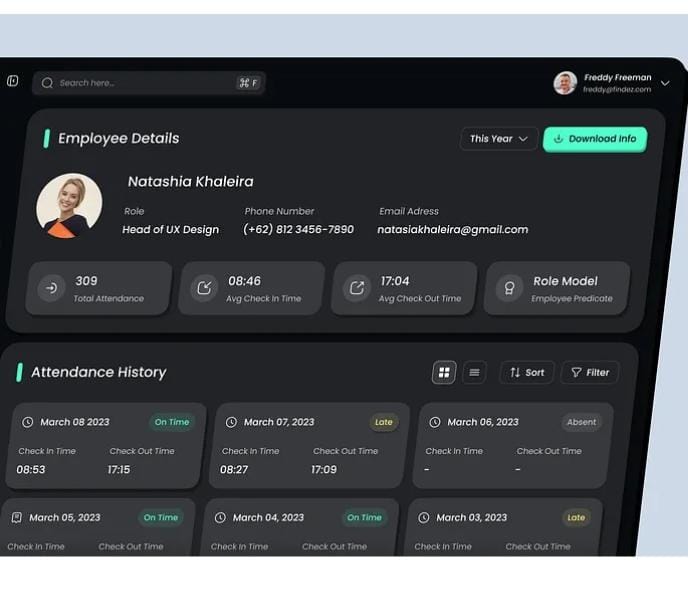 Search here...
⌘ F
Freddy Freeman
freddy@findez.com
Employee Details
This Year
Download Info
Natashia Khaleira
Role
Phone Number
Email Adress
Head of UX Design
(+62) 812 3456-7890
natasiakhaleira@gmail.com
309
Total Attendance
08:46
Avg Check In Time
17:04
Avg Check Out Time
Role Model
Employee Predicate
Attendance History
Sort
Filter
March 08 2023
On Time
Check In Time
Check Out Time
08:53
17:15
March 07, 2023
Late
Check In Time
Check Out Time
08:27
17:09
March 06, 2023
Absent
Check In Time
Check Out Time
-
-
March 05, 2023
On Time
Check In Time
Check Out Time
March 04, 2023
On Time
Check In Time
Check Out Time
March 03, 2023
Late
Check In Time
Check Out Time